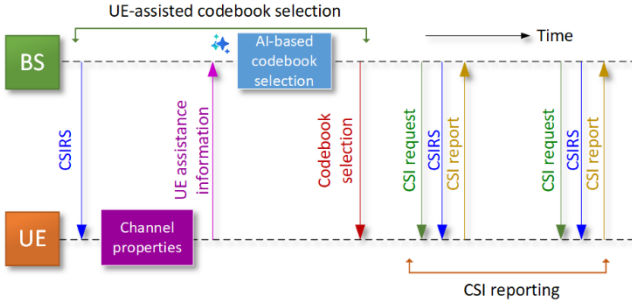 UE-assisted codebook selection
BS
AI-based
codebook
selection
Time
CSIRS
UE assistance
information
Codebook
selection
CSI request
CSIRS
CSI report
CSI request
CSIRS
CSI report
UE
Channel
properties
CSI reporting